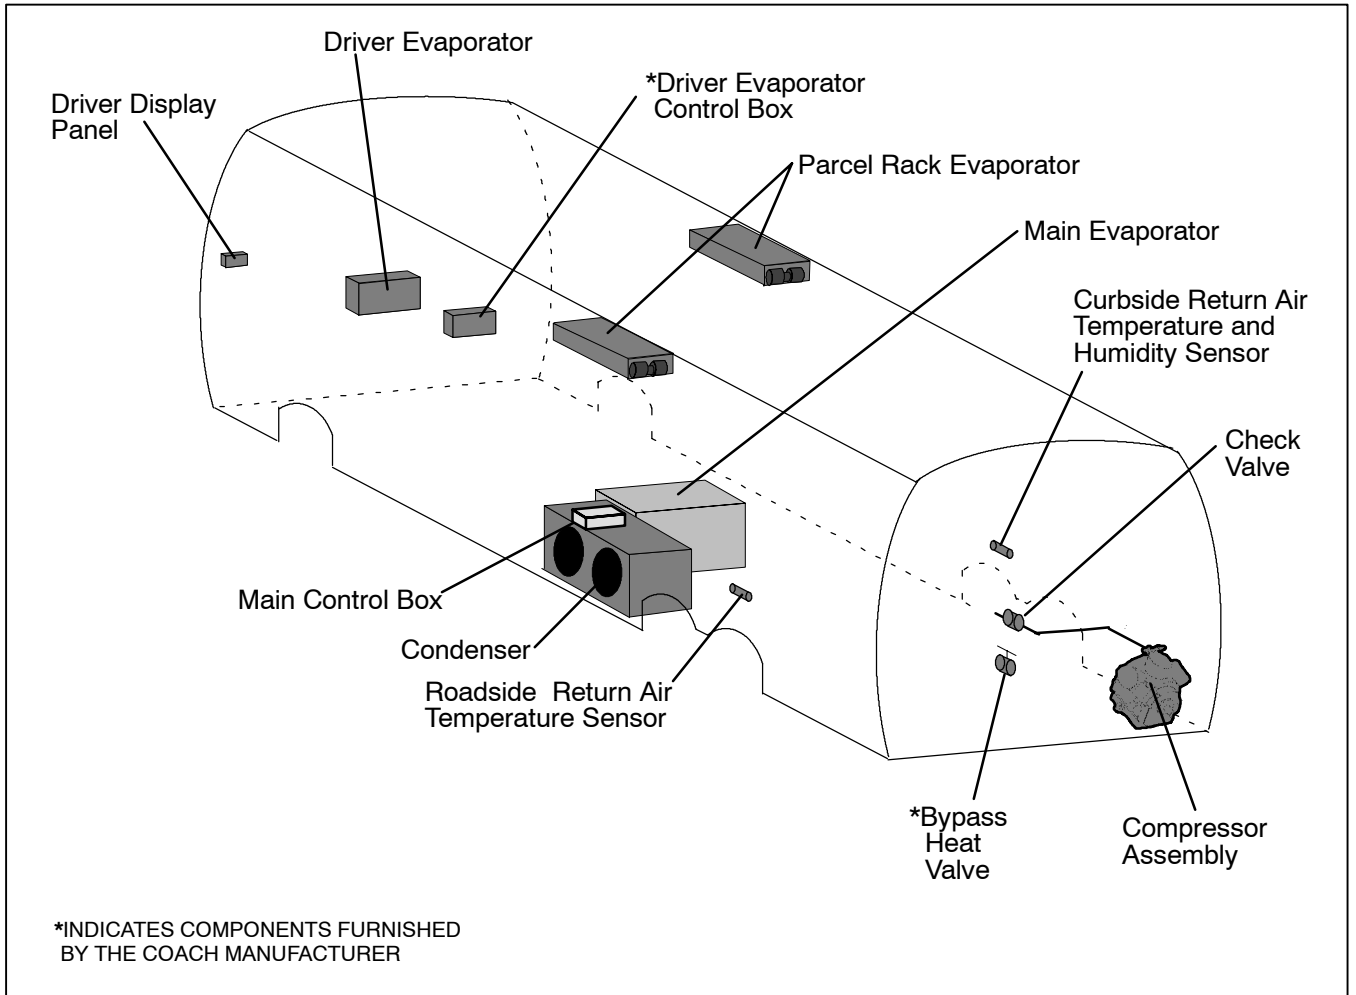 Driver Evaporator
*Driver Evaporator
Control Box
Driver Display
Panel
Parcel Rack Evaporator
Main Evaporator
Curbside Return Air
Temperature and
Humidity Sensor
Check
Valve
Main Control Box
Condenser
Roadside Return Air
Temperature Sensor
*Bypass
Heat
Valve
Compressor
Assembly
*INDICATES COMPONENTS FURNISHED
BY THE COACH MANUFACTURER